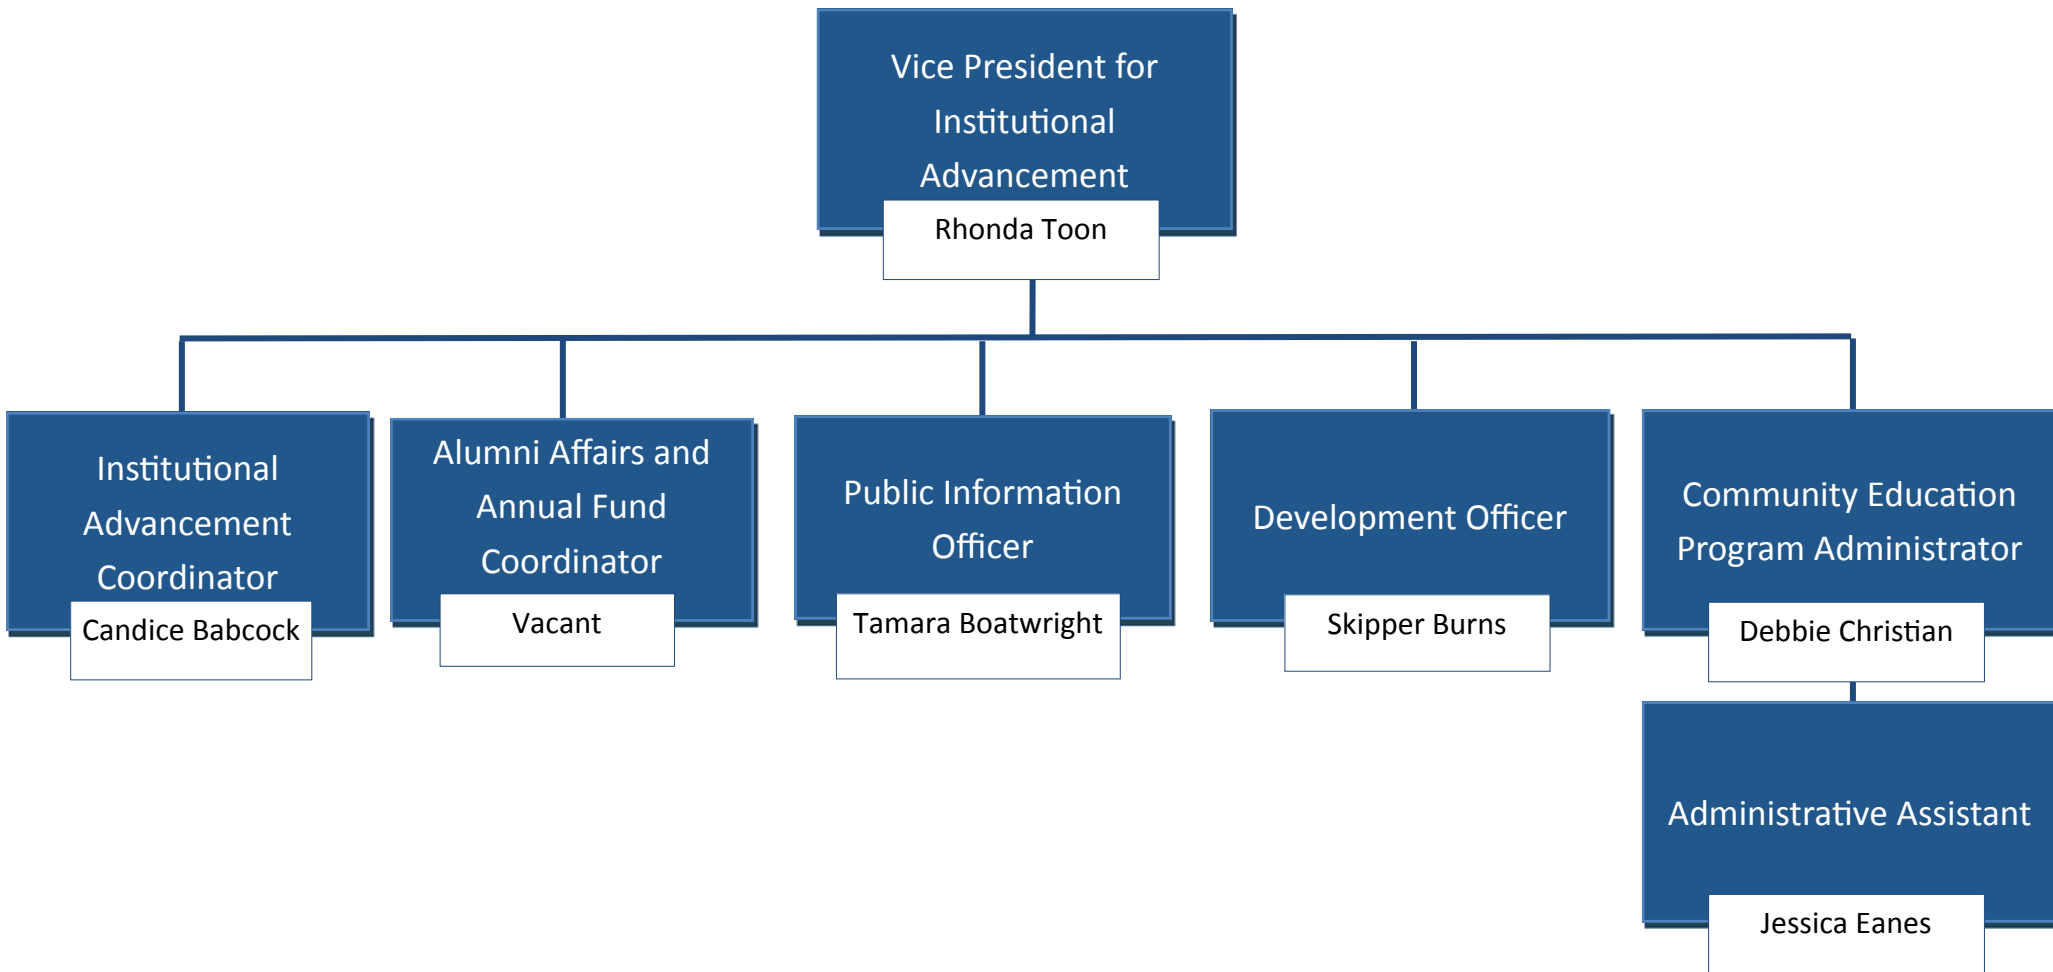 Vice President for
Institutional
Advancement
Rhonda Toon
Institutional
Advancement
Coordinator
Candice Babcock
Alumni Affairs and
Annual Fund
Coordinator
Vacant
Public Information
Officer
Tamara Boatwright
Development Officer
Skipper Burns
Community Education
Program Administrator
Debbie Christian
Administrative Assistant
Jessica Eanes